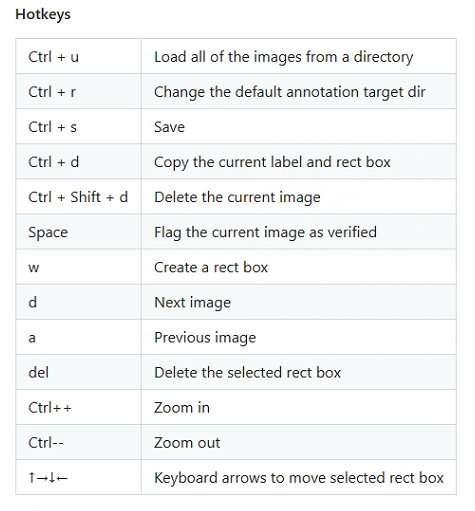 Hotkeys
Ctrl + u Load all of the images from a directory
Ctrl + r Change the default annotation target dir
Ctrl + s Save
Ctrl + d Copy the current label and rect box
Ctrl + Shift + d Delete the current image
Space Flag the current image as verified
w Create a rect box
d Next image
a Previous image
del Delete the selected rect box
Ctrl++ Zoom in
Ctrl-- Zoom out
↑→↓← Keyboard arrows to move selected rect box